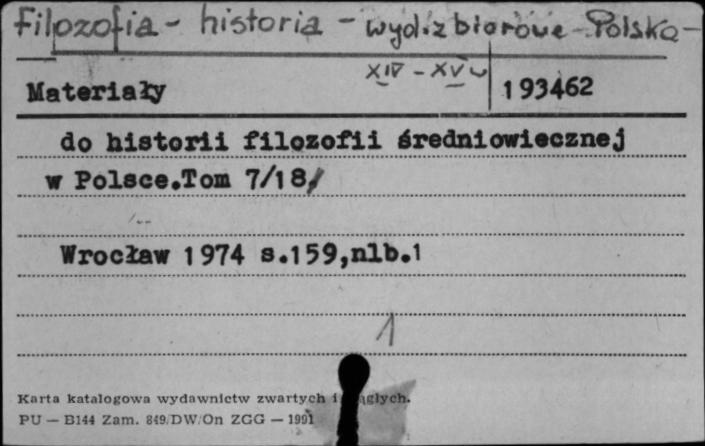 Filozofia - historia - wyd. zbiorowe - Polska -
XIV - XV w
Materiały 193462
do historii filozofii średniowiecznej
w Polsce.Tom 7/18/
Wrocław 1974 s.159,nlb.1
1
Karta katalogowa wydawnictw zwartych i
PU — B144 Zam. 849/DW/On ZGG — 1991